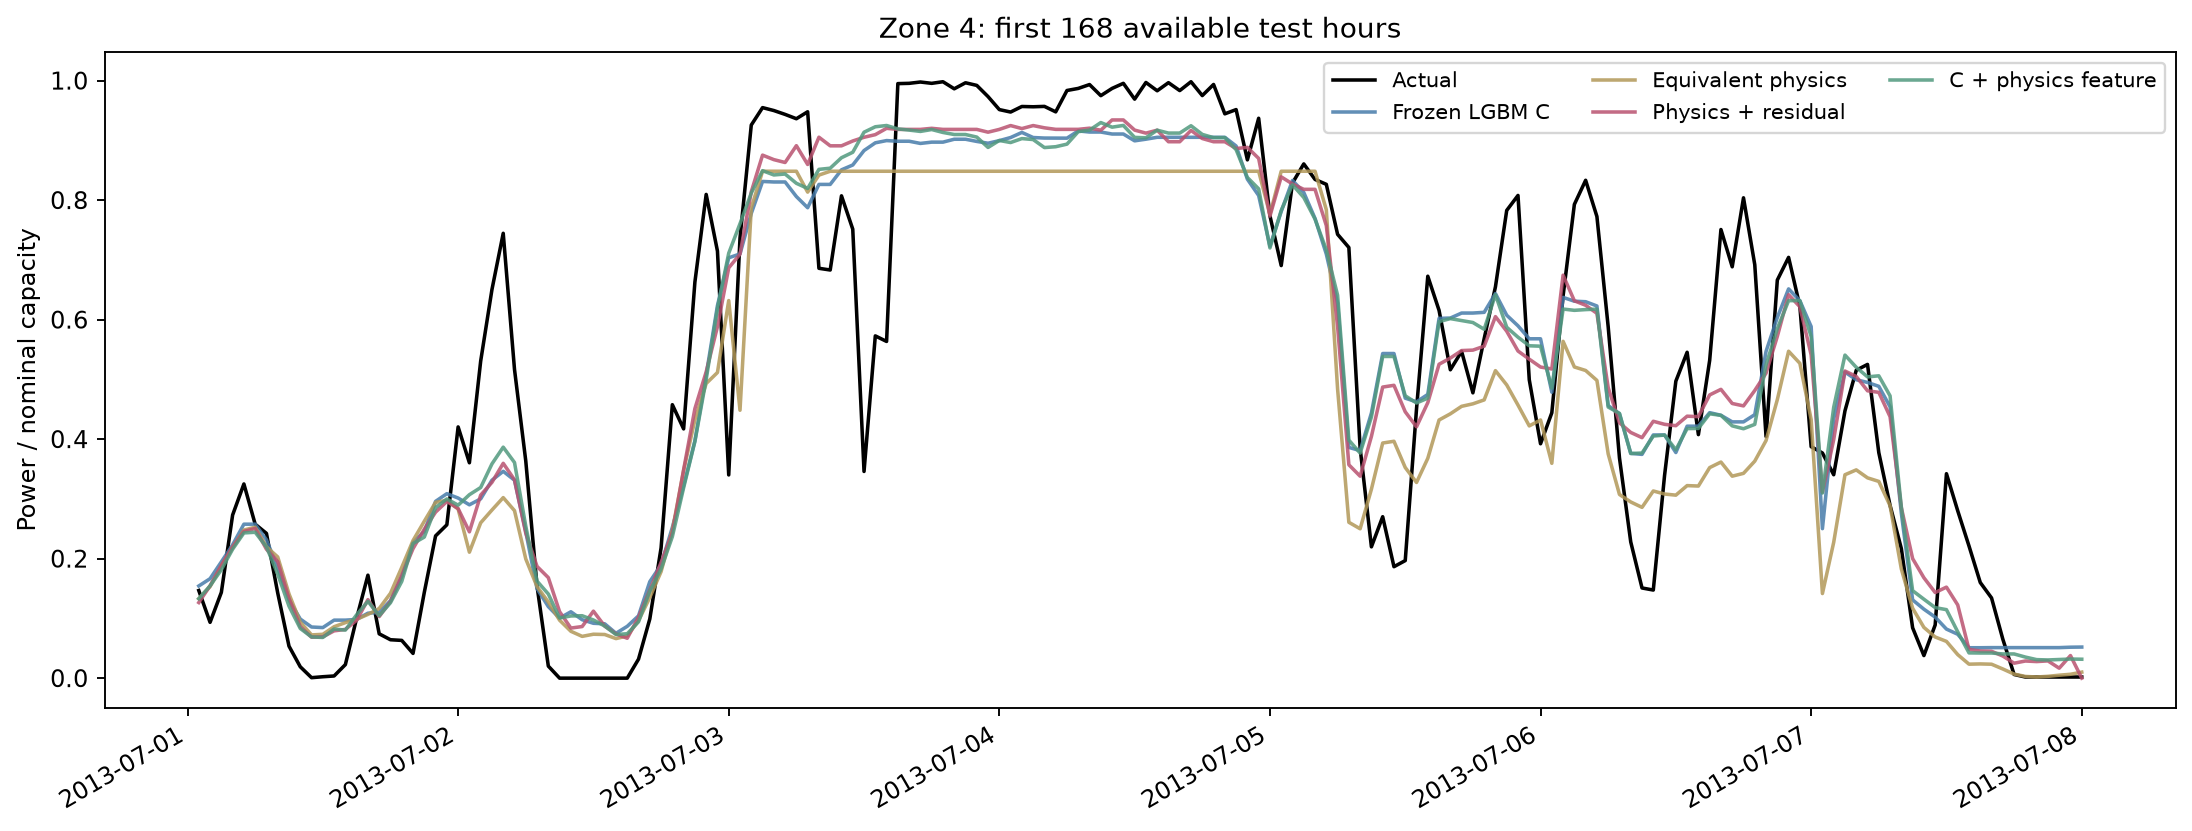 Zone 4: first 168 available test hours
Actual
Frozen LGBM C
Equivalent physics
Physics + residual
C + physics feature
Power / nominal capacity
1.0
0.8
0.6
0.4
0.2
0.0
2013-07-01
2013-07-02
2013-07-03
2013-07-04
2013-07-05
2013-07-06
2013-07-07
2013-07-08